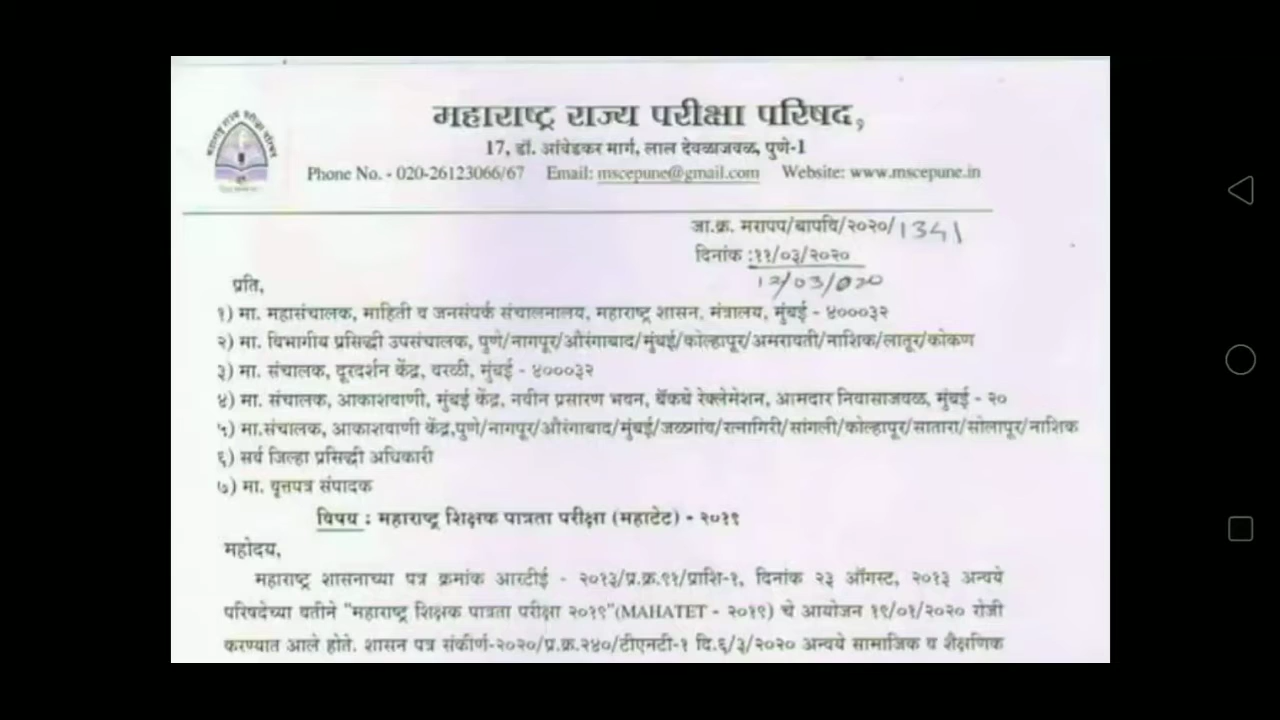 महाराष्ट्र राज्य परीक्षा परिषद,
17, डॉ. आंबेडकर मार्ग, लाल देवळाजवळ, पुणे-1
Phone No. - 020-26123066/67 Email: mscepune@gmail.com Website: www.mscepune.in
जा.क्र. मरापप/बापवि/२०२०/1341
दिनांक :११/०३/२०२०
12/03/020
प्रति,
१) मा. महासंचालक, माहिती व जनसंपर्क संचालनालय, महाराष्ट्र शासन, मंत्रालय, मुंबई - ४०००३२
२) मा. विभागीय प्रसिद्धी उपसंचालक, पुणे/नागपूर/औरंगाबाद/मुंबई/कोल्हापूर/अमरावती/नाशिक/लातूर/कोकण
३) मा. संचालक, दूरदर्शन केंद्र, वरळी, मुंबई - ४०००३२
४) मा. संचालक, आकाशवाणी, मुंबई केंद्र, नवीन प्रसारण भवन, बॅकबे रेक्लेमेशन, आमदार निवासाजवळ, मुंबई - २०
५) मा.संचालक, आकाशवाणी केंद्र,पुणे/नागपूर/औरंगाबाद/मुंबई/जळगांव/रत्नागिरी/सांगली/कोल्हापूर/सातारा/सोलापूर/नाशिक
६) सर्व जिल्हा प्रसिद्धी अधिकारी
७) मा. वृत्तपत्र संपादक
विषय : महाराष्ट्र शिक्षक पात्रता परीक्षा (महाटेट) - २०१९
महोदय,
महाराष्ट्र शासनाच्या पत्र क्रमांक आरटीई - २०१३/प्र.क्र.९१/प्राशि-१, दिनांक २३ ऑगस्ट, २०१३ अन्वये
परिषदेच्या वतीने "महाराष्ट्र शिक्षक पात्रता परीक्षा २०१९"(MAHATET - २०१९) चे आयोजन १९/०१/२०२० रोजी
करण्यात आले होते. शासन पत्र संकीर्ण-२०२०/प्र.क्र.२४०/टीएनटी-१ दि.६/३/२०२० अन्वये सामाजिक व शैक्षणिक